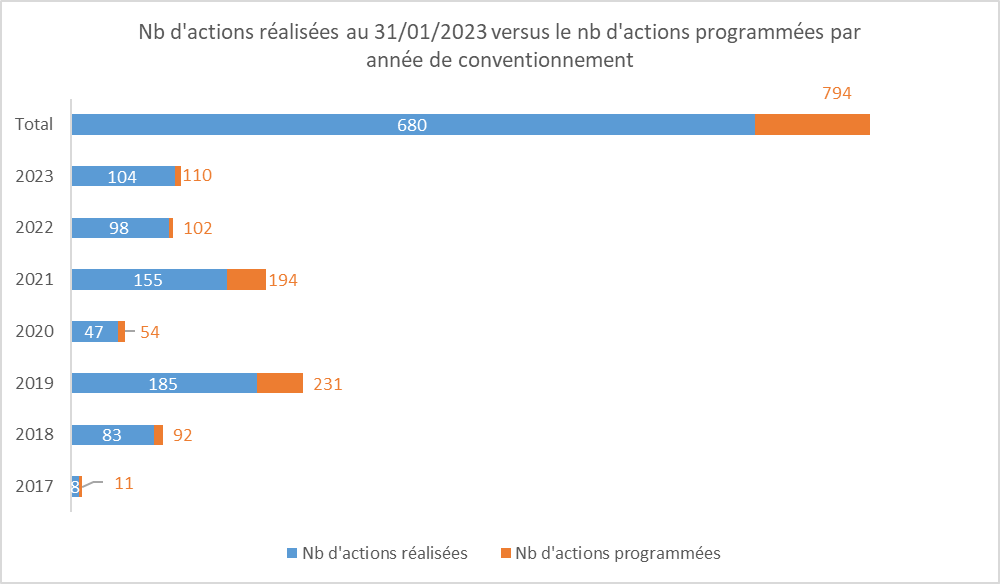 Nb d'actions réalisées au 31/01/2023 versus le nb d'actions programmées par
année de conventionnement
794
Total 680
2023 104 110
2022 98 102
2021 155 194
2020 47 54
2019 185 231
2018 83 92
2017 8 11
Nb d'actions réalisées Nb d'actions programmées